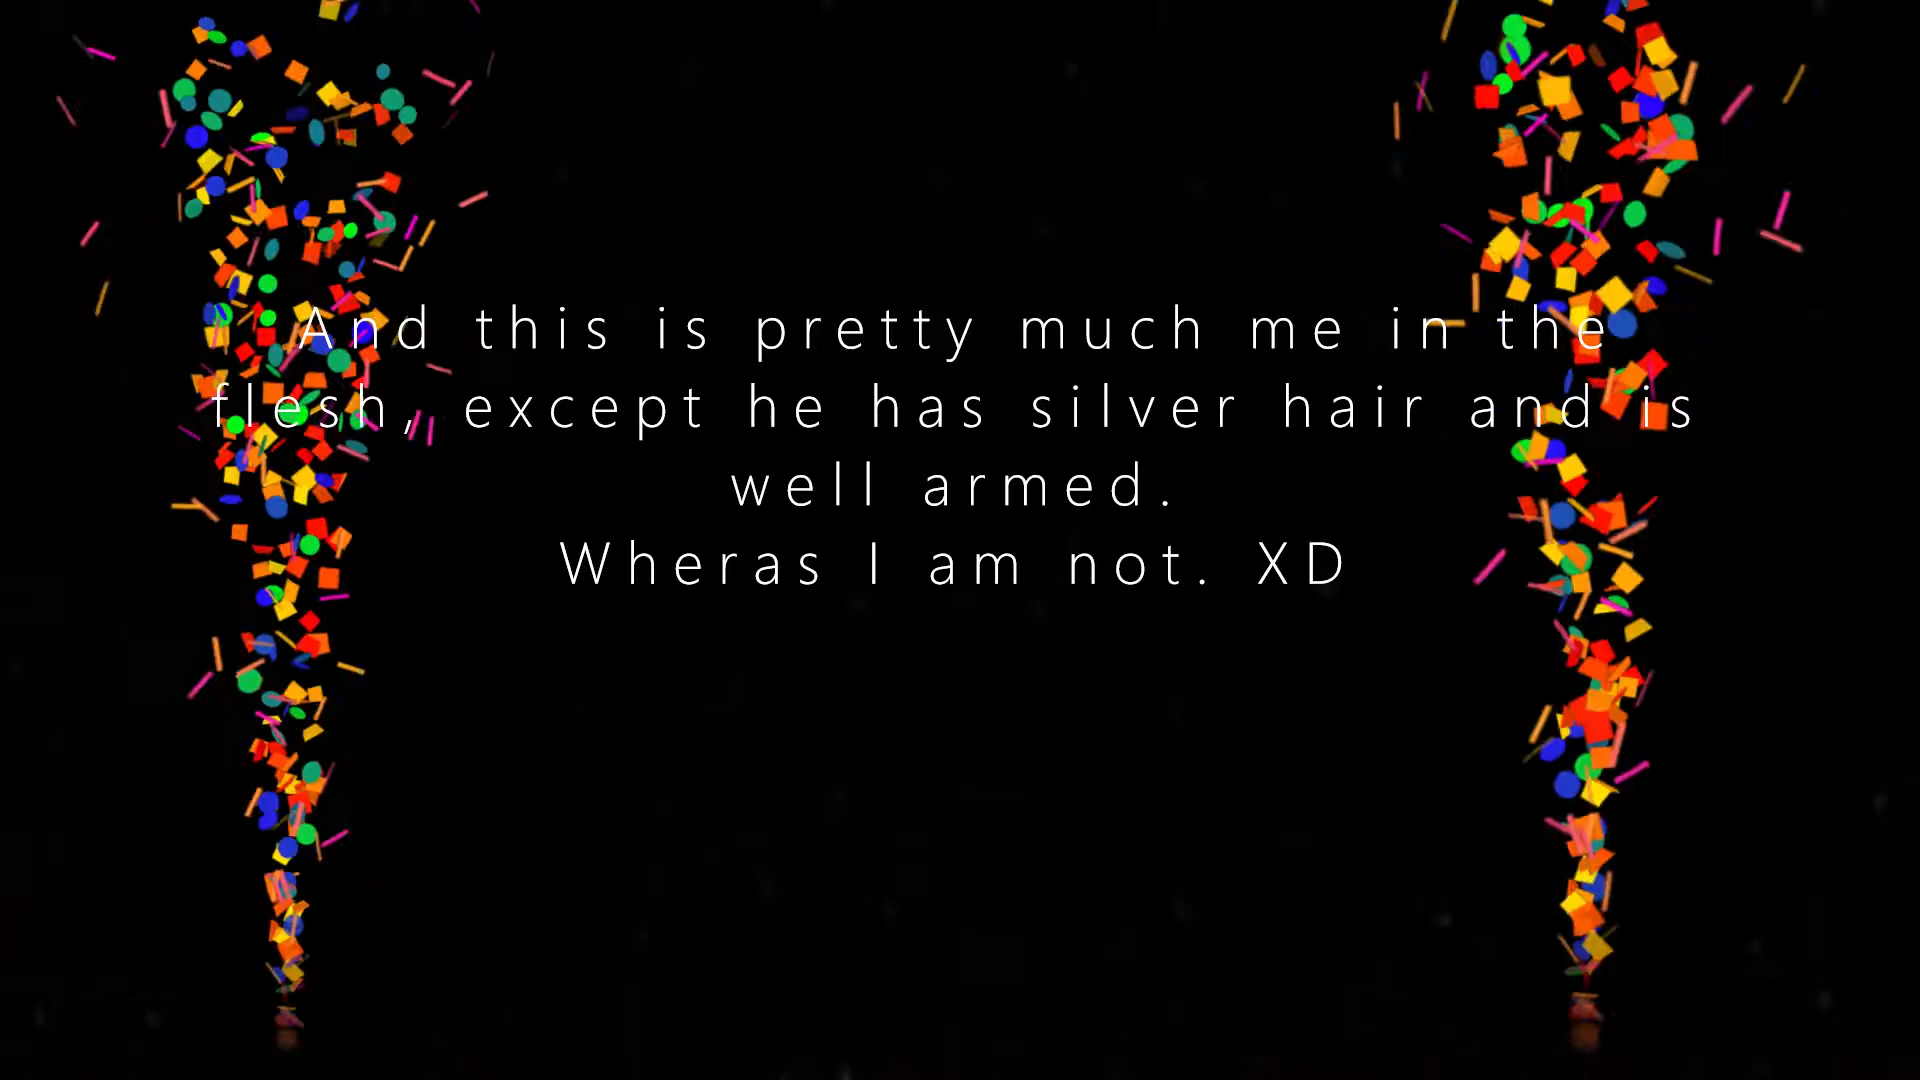 And this is pretty much me in the
flesh, except he has silver hair and is
well armed.
Wheras I am not. XD